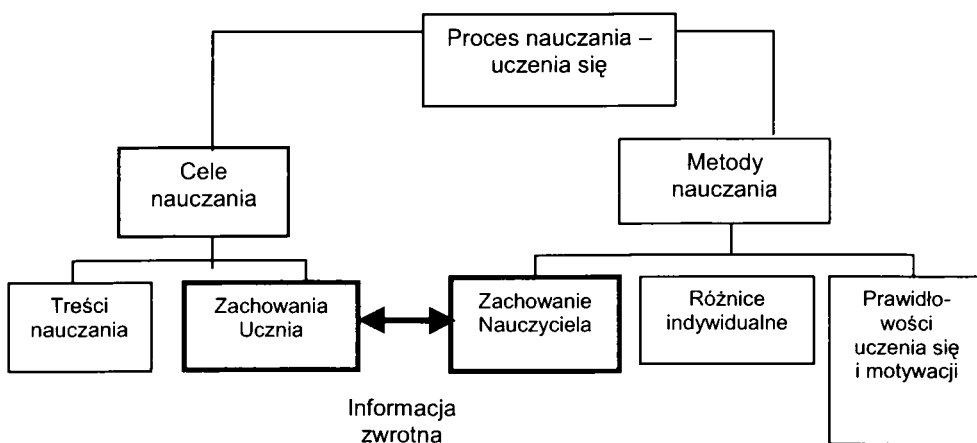 Proces nauczania –
uczenia się
Cele
nauczania
Metody
nauczania
Treści
nauczania
Zachowania
Ucznia
Zachowanie
Nauczyciela
Różnice
indywidualne
Prawidło-
wości
uczenia się
i motywacji
Informacja
zwrotna